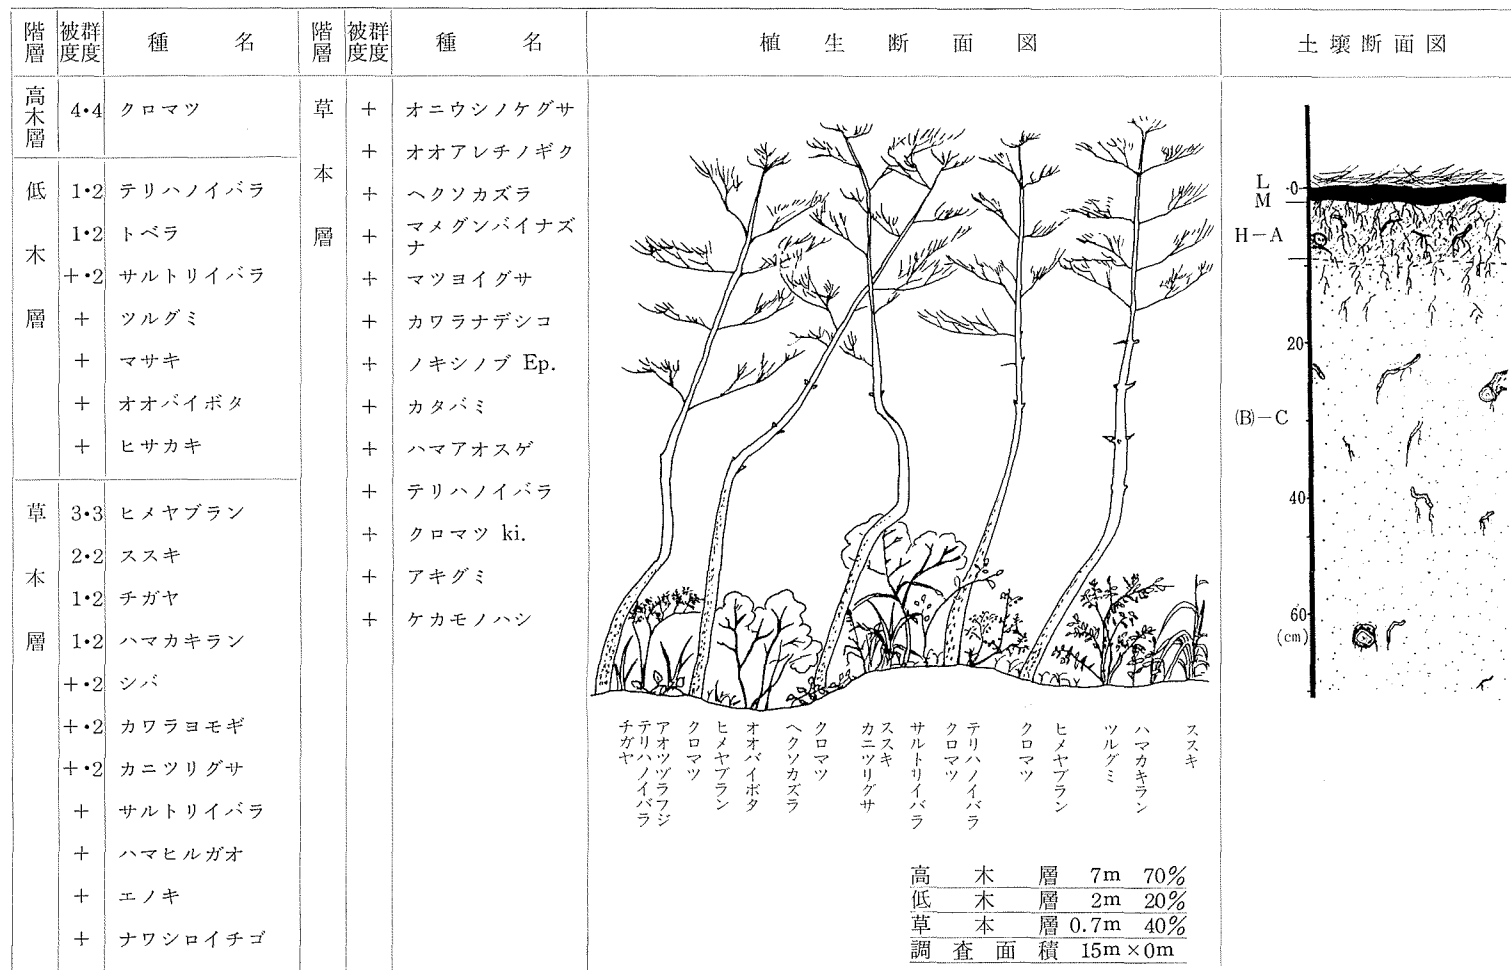 階層 被度 群度 種名 階層 被度 群度 種名 植生断面図 土壌断面図
高木層 4・4 クロマツ
低木層 1・2 テリハノイバラ
1・2 トベラ
+・2 サルトリイバラ
+ ツルグミ
+ マサキ
+ オオバイボタ
+ ヒサカキ
草本層 3・3 ヒメヤブラン
2・2 ススキ
1・2 チガヤ
1・2 ハマカキラン
+・2 シバ
+・2 カワラヨモギ
+・2 カニツリグサ
+ サルトリイバラ
+ ハマヒルガオ
+ エノキ
+ ナワシロイチゴ
草本層 + オニウシノケグサ
+ オオアレチノギク
+ ヘクソカズラ
+ マメグンバイナズ
ナ
+ マツヨイグサ
+ カワラナデシコ
+ ノキシノブ Ep.
+ カタバミ
+ ハマアオスゲ
+ テリハノイバラ
+ クロマツ ki.
+ アキグミ
+ ケカモノハシ
チガヤ
テリハノイバラ
アオツヅラフジ
クロマツ
ヒメヤブラン
オオバイボタ
ヘクソカズラ
クロマツ
カニツリグサ
ススキ
サルトリイバラ
クロマツ
テリハノイバラ
クロマツ
ヒメヤブラン
ツルグミ
ハマカキラン
ススキ
高木層 7m 70%
低木層 2m 20%
草本層 0.7m 40%
調査面積 15m×0m
L
M
0
H-A
20
(B)-C
40
60
(cm)